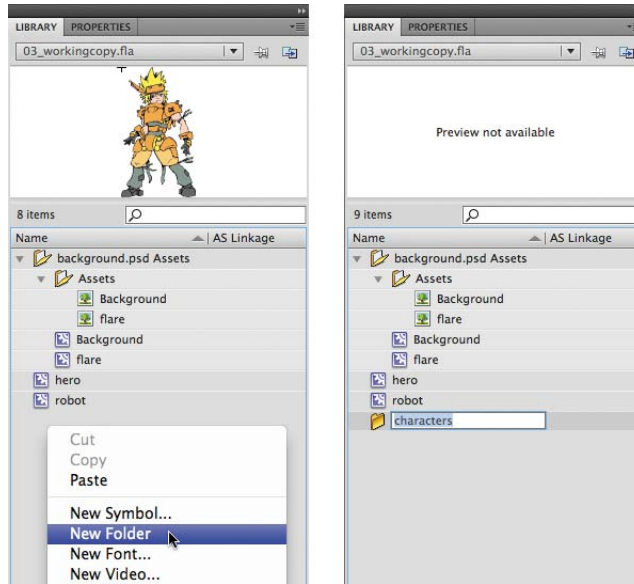 LIBRARY PROPERTIES
03_workingcopy.fla
8 items
Name AS Linkage
background.psd Assets
Assets
Background
flare
Background
flare
hero
robot
Cut
Copy
Paste
New Symbol...
New Folder
New Font...
New Video...
LIBRARY PROPERTIES
03_workingcopy.fla
Preview not available
9 items
Name AS Linkage
background.psd Assets
Assets
Background
flare
Background
flare
hero
robot
characters